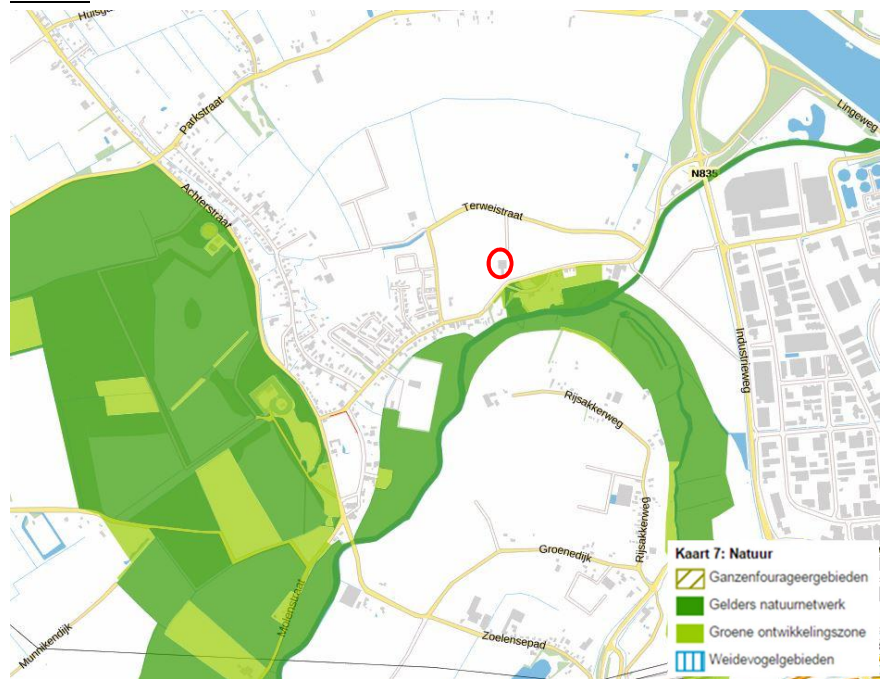 Huisg
Parkstraat
Achterstraat
Terweistraat
Lingeweg
N835
Industrieweg
Rijsakkerweg
Rijsakkerweg
Groenedijk
Zoelensepad
Molenstraat
Munnikendijk
Kaart 7: Natuur
Ganzenfourageergebieden
Gelders natuurnetwerk
Groene ontwikkelingszone
Weidevogelgebieden